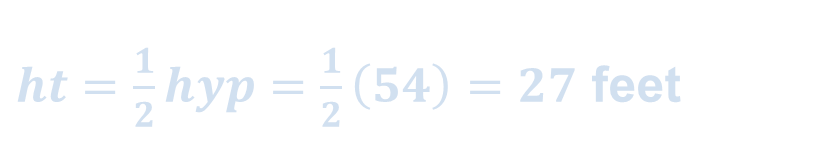 ht = 1/2 hyp = 1/2 (54) = 27 feet